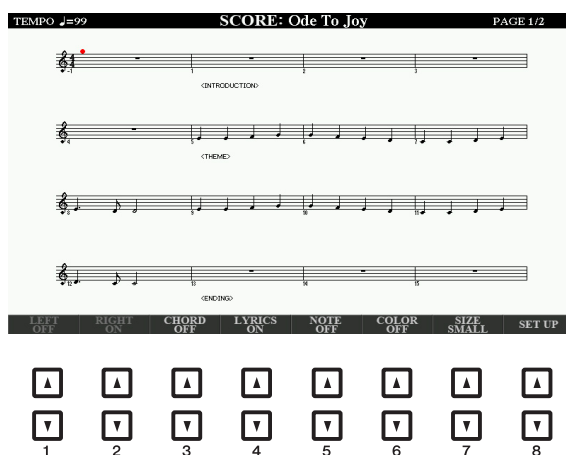 TEMPO ♩=99 SCORE: Ode To Joy PAGE 1/2
-1 1 2 3
<INTRODUCTION>
4 5 6 7
<THEME>
8 9 10 11
12 13 14 15
<ENDING>
LEFT RIGHT CHORD LYRICS NOTE COLOR SIZE SET UP
OFF ON OFF ON OFF OFF SMALL
1 2 3 4 5 6 7 8